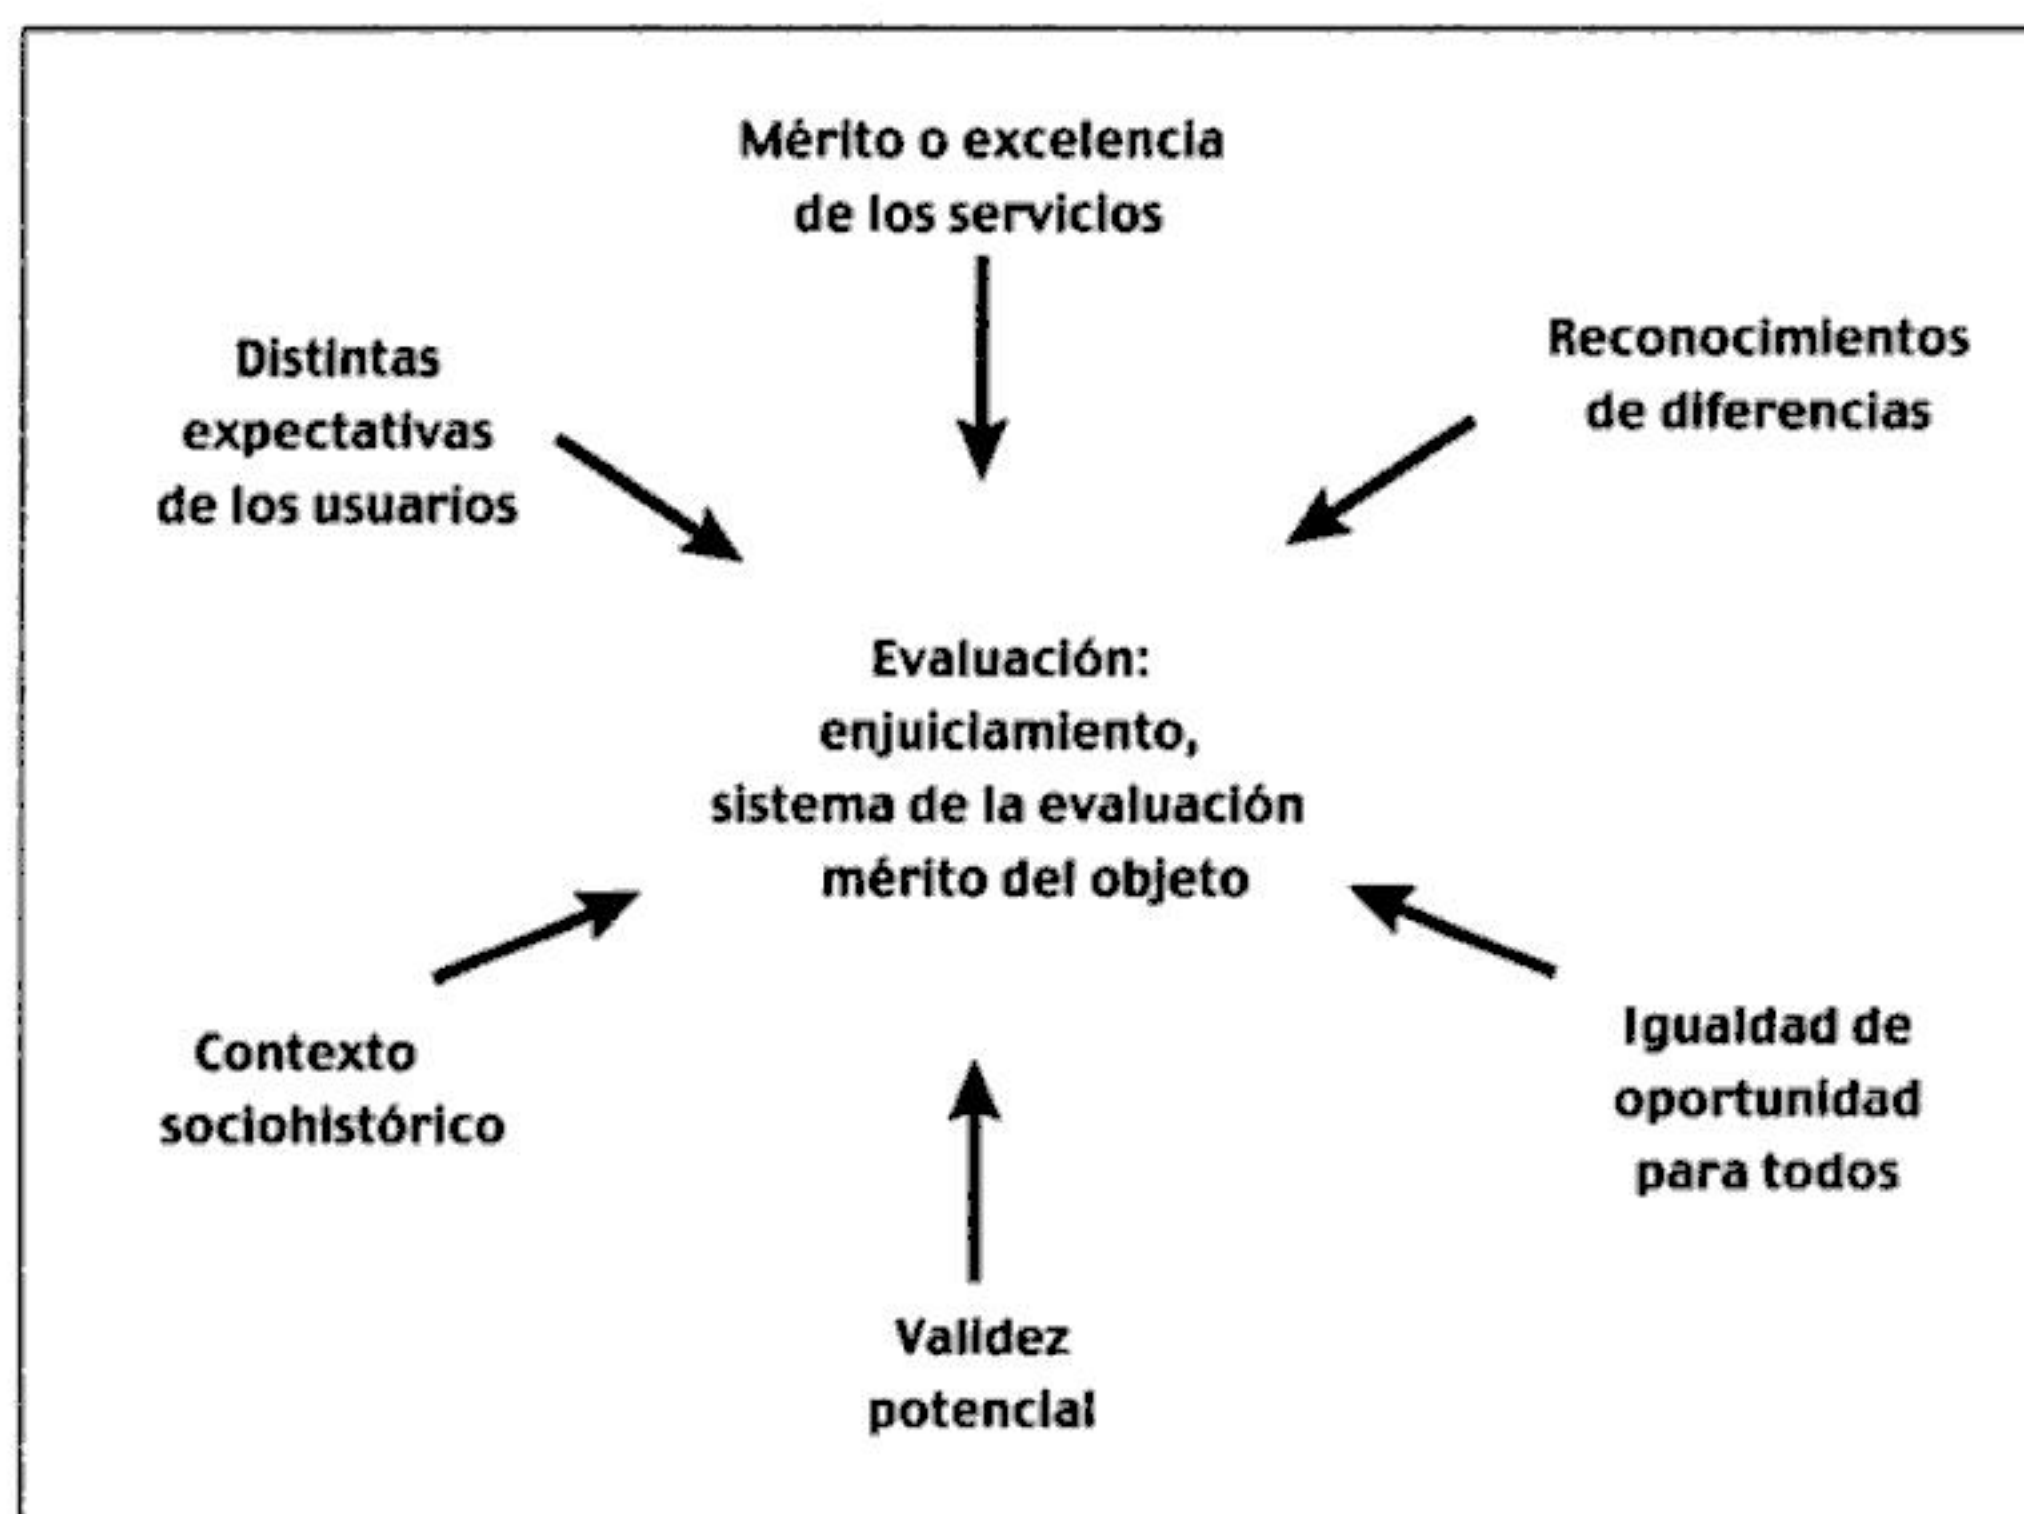 Mérito o excelencia
de los servicios
Distintas
expectativas
de los usuarios
Reconocimientos
de diferencias
Evaluación:
enjuiciamiento,
sistema de la evaluación
mérito del objeto
Contexto
sociohistórico
Igualdad de
oportunidad
para todos
Validez
potencial